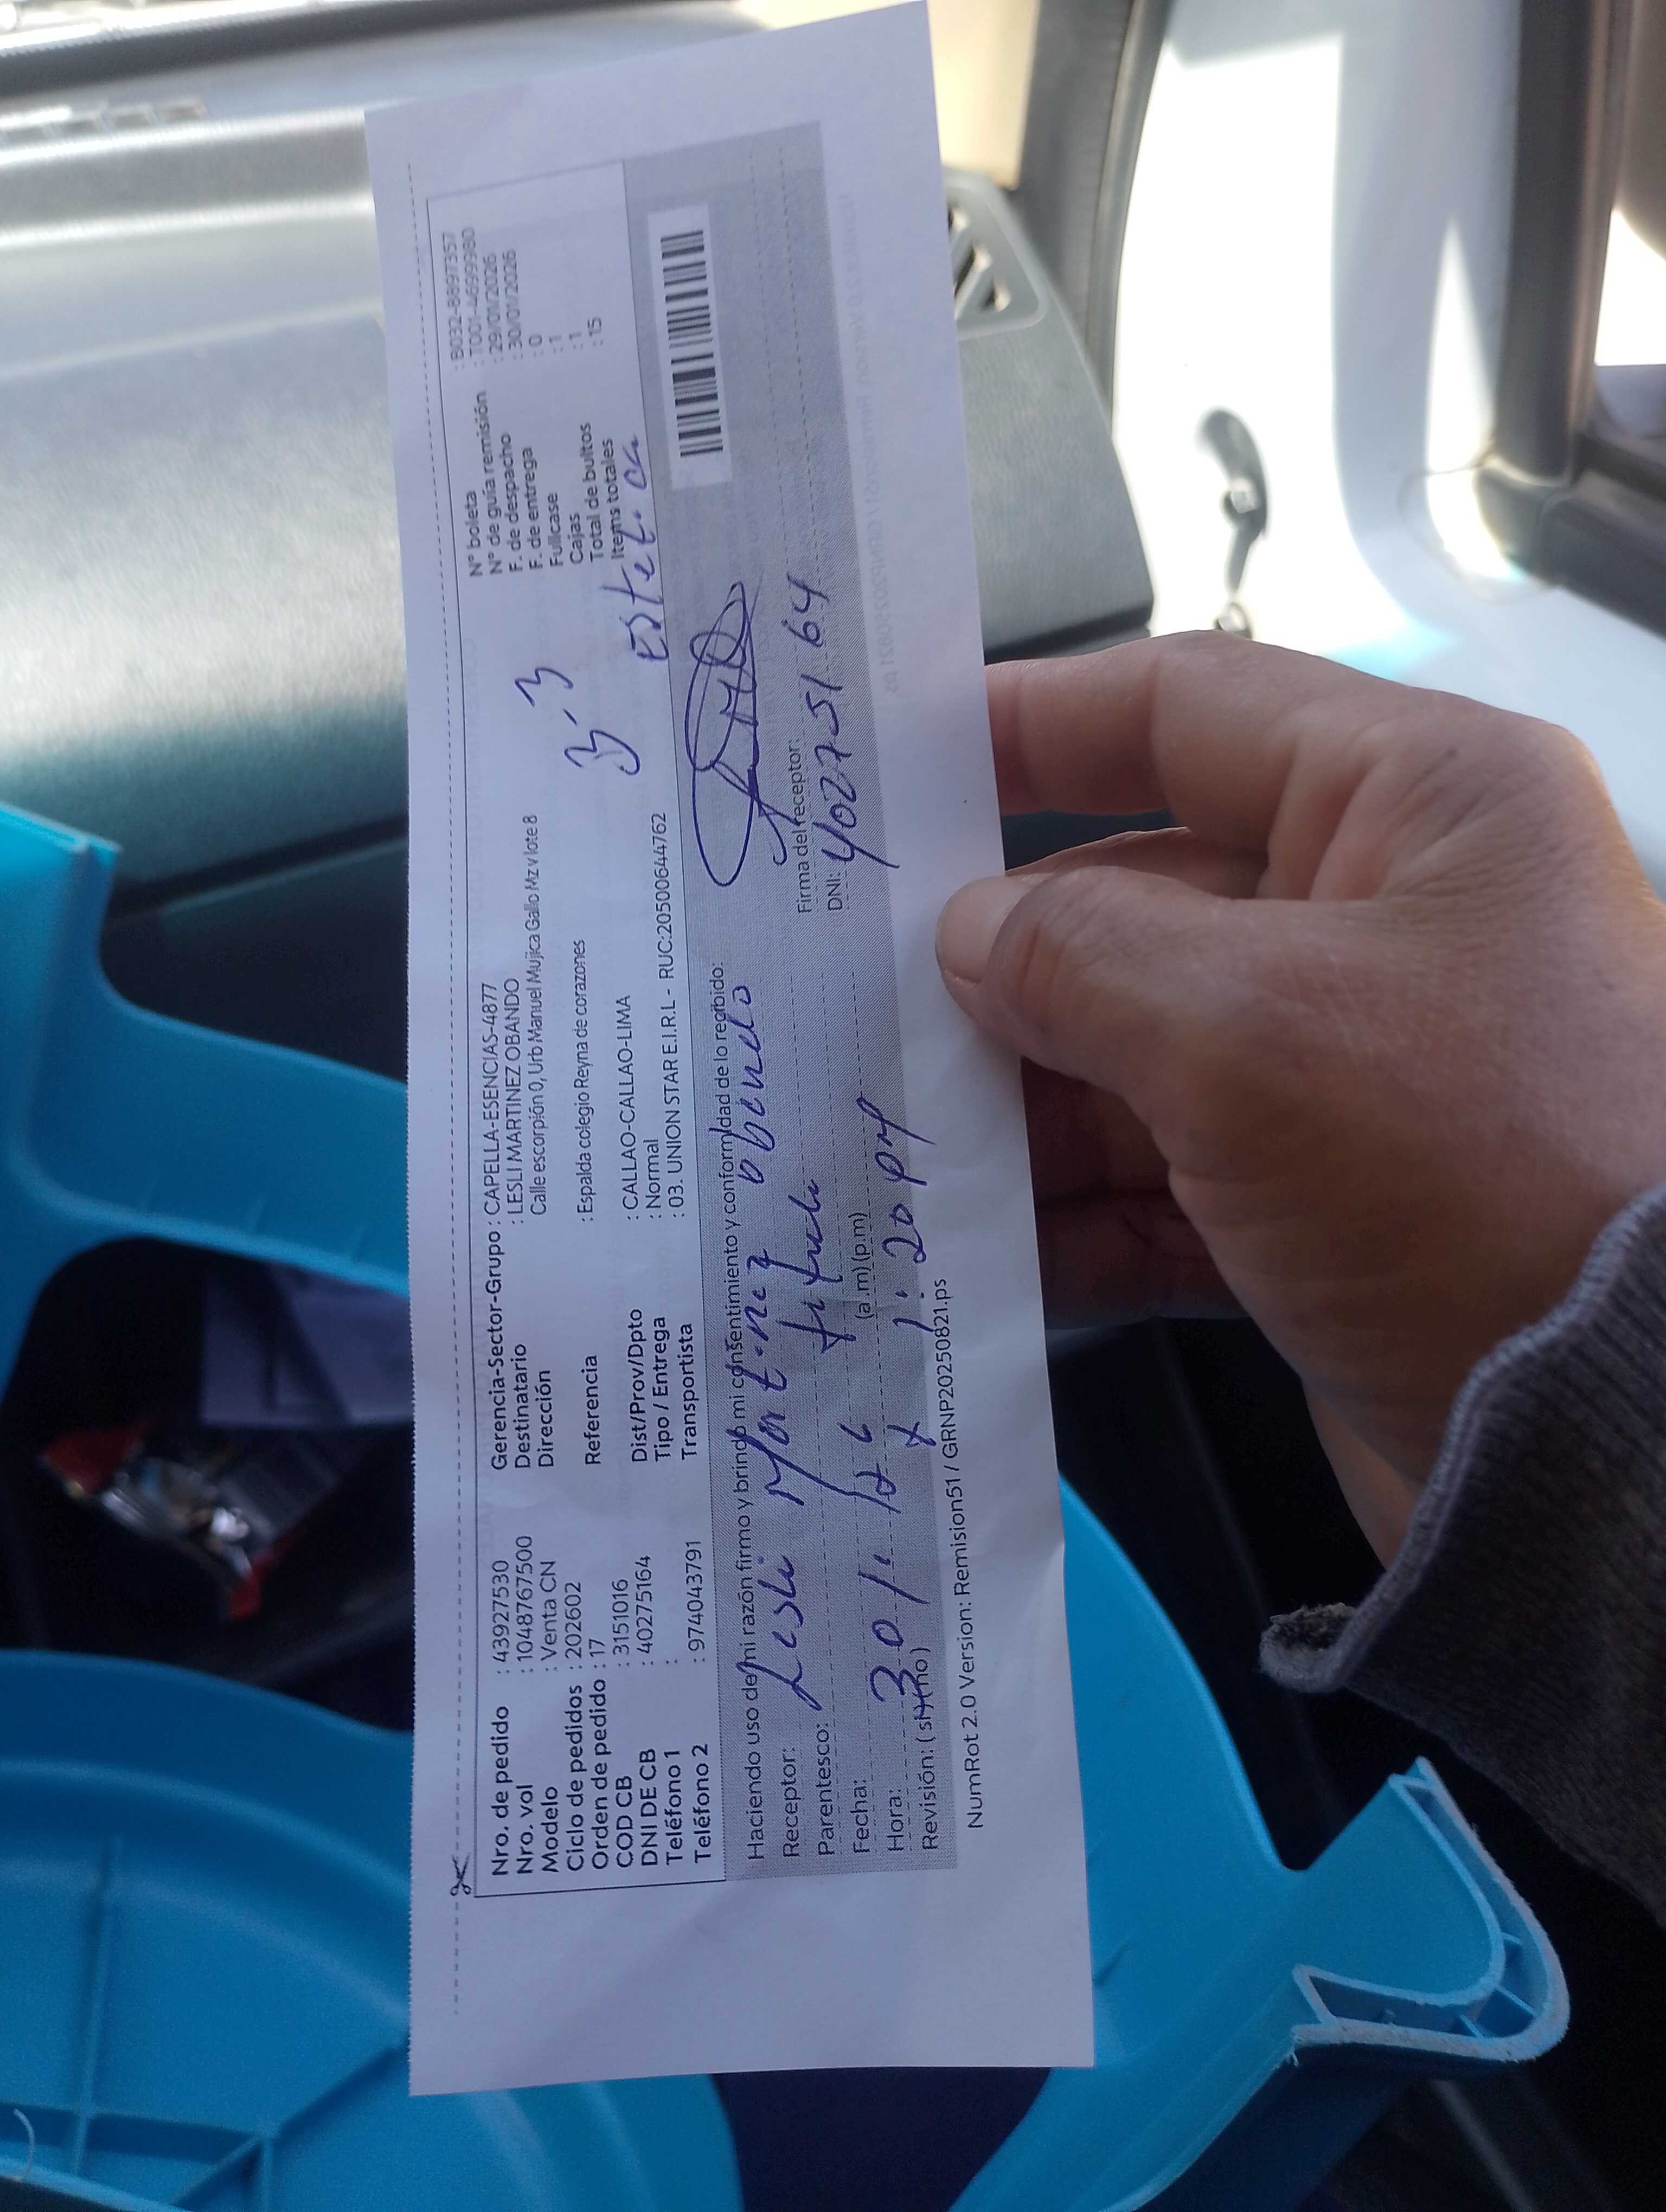 Nro. de pedido : 43927530
Nro. vol : 1048767500
Modelo : Venta CN
Ciclo de pedidos : 202602
Orden de pedido : 17
COD CB : 3151016
DNI DE CB : 40275164
Teléfono 1 :
Teléfono 2 : 974043791
Gerencia-Sector-Grupo : CAPELLA-ESENCIAS-4877
Destinatario : LESLI MARTINEZ OBANDO
Dirección Calle escorpión 0, Urb Manuel Mujica Gallo Mz v lote 8
Referencia : Espalda colegio Reyna de corazones
Dist/Prov/Dpto : CALLAO-CALLAO-LIMA
Tipo / Entrega : Normal
Transportista : 03. UNION STAR E.I.R.L - RUC:20500644762
N° boleta : B032-8897357
N° de guía remisión : T001-46999980
F. de despacho : 29/01/2026
F. de entrega : 30/01/2026
Fullcase : 0
Cajas : 1
Total de bultos : 1
Items totales : 15
3-3
Estetica
Haciendo uso de mi razón firmo y brindo mi consentimiento y conformidad de lo recibido:
Receptor: Lesli Martinez Obando
Parentesco: titular
Fecha: 30/1/26
Hora: (a.m) (p.m) 1:20 PM
Revisión: (si) (no) x
Firma del receptor:
DNI: 40275164
NumRot 2.0 Version: Remision51 / GRNP20250821.ps